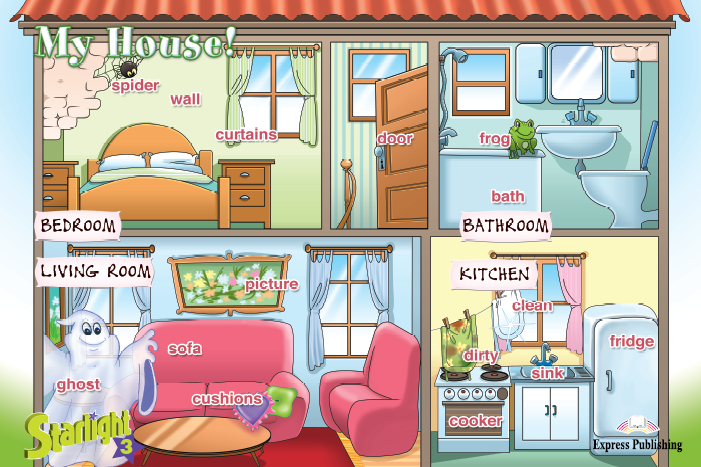 My House!
spider
wall
curtains
door
frog
bath
BEDROOM
BATHROOM
LIVING ROOM
KITCHEN
picture
clean
sofa
fridge
dirty
ghost
sink
cushions
cooker
Starlight 3
Express Publishing